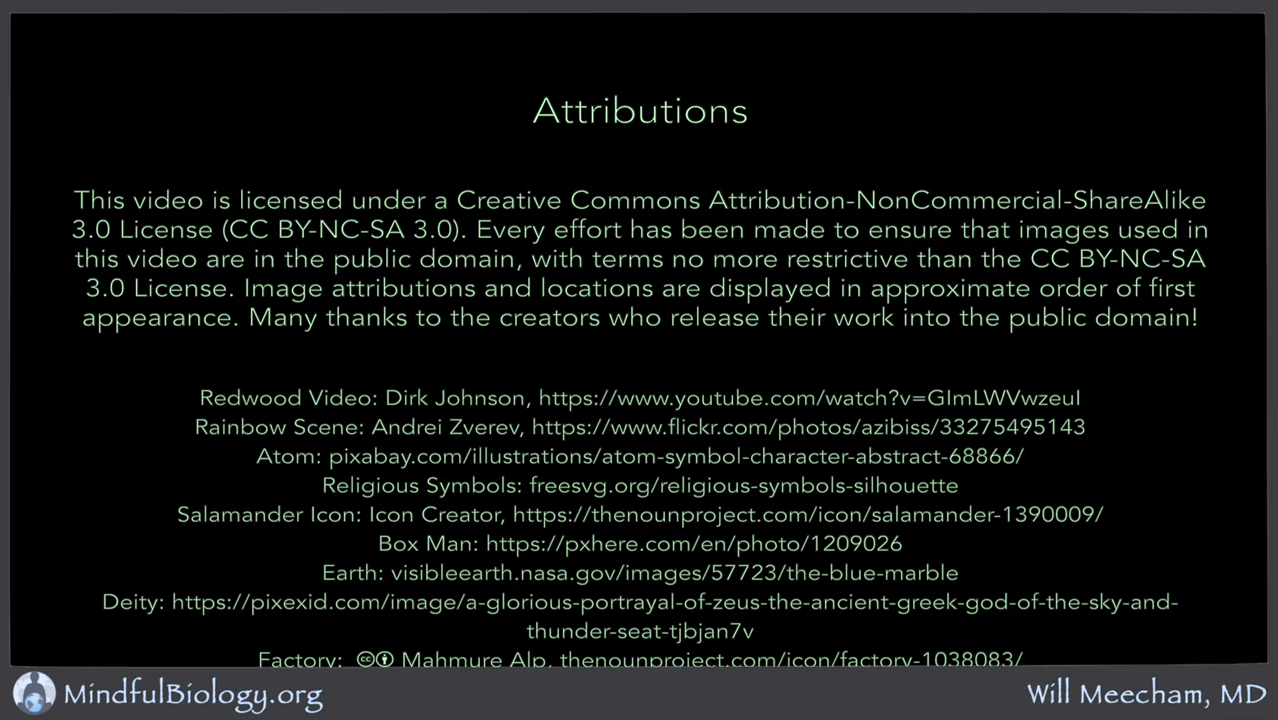 Attributions
This video is licensed under a Creative Commons Attribution-NonCommercial-ShareAlike
3.0 License (CC BY-NC-SA 3.0). Every effort has been made to ensure that images used in
this video are in the public domain, with terms no more restrictive than the CC BY-NC-SA
3.0 License. Image attributions and locations are displayed in approximate order of first
appearance. Many thanks to the creators who release their work into the public domain!
Redwood Video: Dirk Johnson, https://www.youtube.com/watch?v=GImLWVwzeuI
Rainbow Scene: Andrei Zverev, https://www.flickr.com/photos/azibiss/33275495143
Atom: pixabay.com/illustrations/atom-symbol-character-abstract-68866/
Religious Symbols: freesvg.org/religious-symbols-silhouette
Salamander Icon: Icon Creator, https://thenounproject.com/icon/salamander-1390009/
Box Man: https://pxhere.com/en/photo/1209026
Earth: visibleearth.nasa.gov/images/57723/the-blue-marble
Deity: https://pixexid.com/image/a-glorious-portrayal-of-zeus-the-ancient-greek-god-of-the-sky-and-
thunder-seat-tjbjan7v
Factory: Mahmure Alp, thenounproject.com/icon/factory-1038083/
MindfulBiology.org
Will Meecham, MD